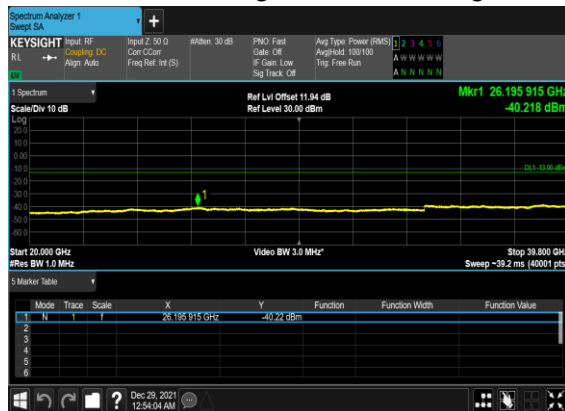 Spectrum Analyzer 1
Swept SA
+
KEYSIGHT Input: RF Input Z: 50 Ω #Atten: 30 dB PNO: Fast Avg Type: Power (RMS) 1 2 3 4 5 6
RL Coupling: DC Corr CCorr Gate: Off Avg|Hold: 100/100 A W W W W W
Align: Auto Freq Ref: Int (S) IF Gain: Low Trig: Free Run
Sig Track: Off A N N N N N
LW
1 Spectrum Ref Lvl Offset 11.94 dB Mkr1 26.195 915 GHz
Scale/Div 10 dB Ref Level 30.00 dBm -40.218 dBm
Log
20.0
10.0
0.00
-10.0 DL1 -13.00 dBm
-20.0
-30.0
-40.0
-50.0
-60.0
1
Start 20.000 GHz Video BW 3.0 MHz* Stop 39.800 GHz
#Res BW 1.0 MHz Sweep ~39.2 ms (40001 pts)
5 Marker Table
Mode Trace Scale X Y Function Function Width Function Value
1 N 1 f 26.195 915 GHz -40.22 dBm
2
3
4
5
6
? Dec 29, 2021
12:54:04 AM